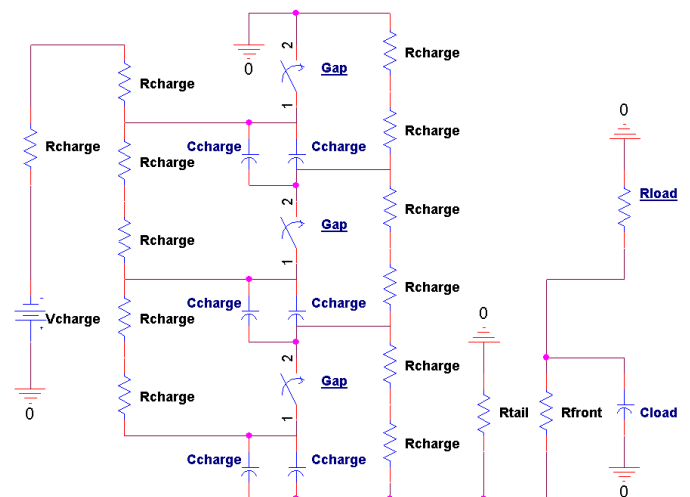 2
Gap
0
Rcharge
Rcharge
1
0
Rcharge
Rcharge
Ccharge
Ccharge
Rcharge
Rload
2
Rcharge
Gap
Rcharge
1
Rcharge
Ccharge
Ccharge
Vcharge
Rcharge
0
2
Rcharge
Gap
Rcharge
0
1
Rtail
Rfront
Cload
Rcharge
Ccharge
Ccharge
0